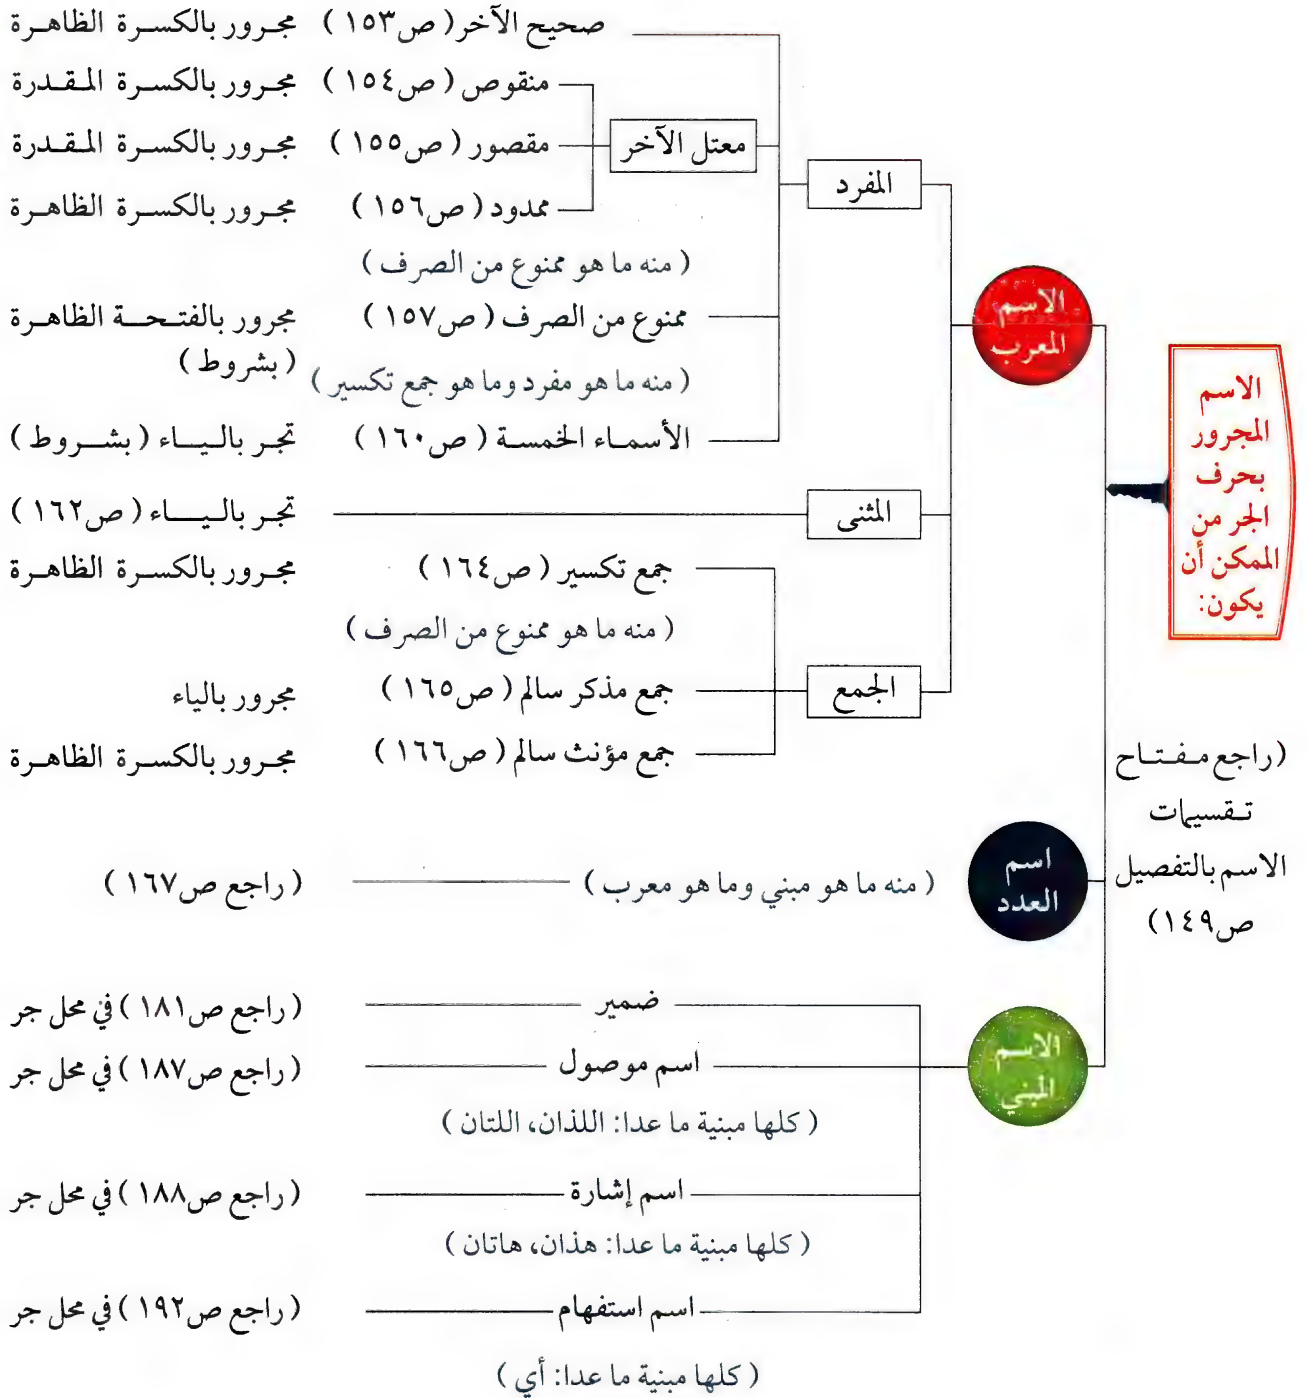 الاسم
المجرور
بحرف
الجر من
الممكن أن
يكون:
(راجع مفتاح
تقسيمات
الاسم بالتفصيل
ص١٤٩)
الاسم
المعرب
المفرد
صحيح الآخر (ص١٥٣) مجرور بالكسرة الظاهرة
معتل الآخر
منقوص (ص١٥٤) مجرور بالكسرة المقدرة
مقصور (ص١٥٥) مجرور بالكسرة المقدرة
ممدود (ص١٥٦) مجرور بالكسرة الظاهرة
(منه ما هو ممنوع من الصرف)
ممنوع من الصرف (ص١٥٧) مجرور بالفتحة الظاهرة
(بشروط)
(منه ما هو مفرد وما هو جمع تكسير)
الأسماء الخمسة (ص١٦٠) تجر بالياء (بشروط)
المثنى
تجر بالياء (ص١٦٢)
الجمع
جمع تكسير (ص١٦٤) مجرور بالكسرة الظاهرة
(منه ما هو ممنوع من الصرف)
جمع مذكر سالم (ص١٦٥) مجرور بالياء
جمع مؤنث سالم (ص١٦٦) مجرور بالكسرة الظاهرة
اسم
العدد
(منه ما هو مبني وما هو معرب) (راجع ص١٦٧)
الاسم
المبني
ضمير (راجع ص١٨١) في محل جر
اسم موصول (راجع ص١٨٧) في محل جر
(كلها مبنية ما عدا: اللذان، اللتان)
اسم إشارة (راجع ص١٨٨) في محل جر
(كلها مبنية ما عدا: هذان، هاتان)
اسم استفهام (راجع ص١٩٢) في محل جر
(كلها مبنية ما عدا: أي)